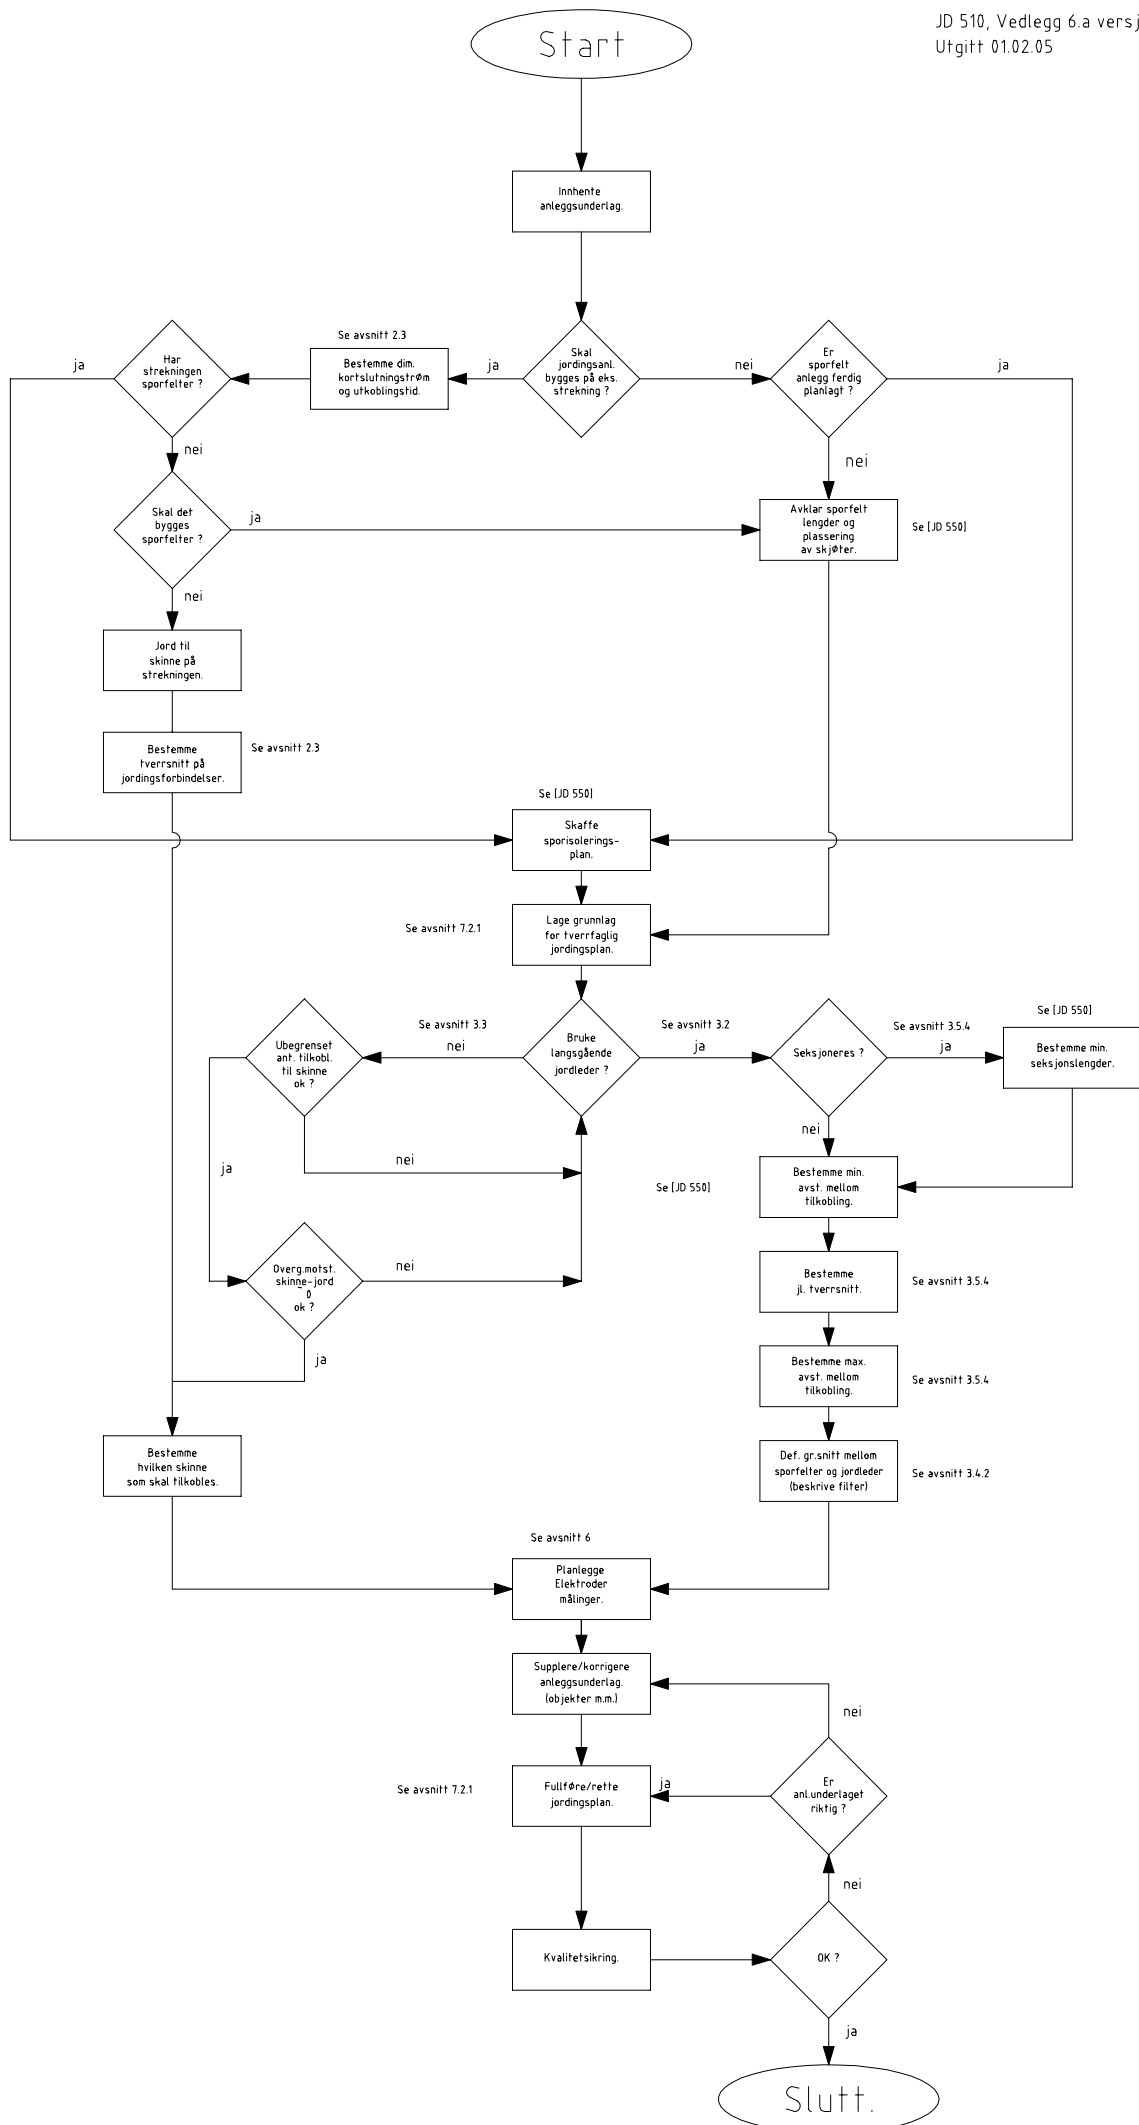 JD 510, Vedlegg 6.a versj
Utgitt 01.02.05
Start
Innhente
anleggsunderlag.
Se avsnitt 2.3
ja
Har
strekningen
sporfelter ?
Bestemme dim.
kortslutningstrøm
og utkoblingstid.
ja
Skal
jordingsanl.
bygges på eks.
strekning ?
nei
Er
sporfelt
anlegg ferdig
planlagt ?
ja
nei
nei
Skal det
bygges
sporfelter ?
ja
Avklar sporfelt
lengder og
plassering
av skjøter.
Se [JD 550]
nei
Jord til
skinne på
strekningen.
Bestemme
tverrsnitt på
jordingsforbindelser.
Se avsnitt 2.3
Se [JD 550]
Skaffe
sporisolerings-
plan.
Se avsnitt 7.2.1
Lage grunnlag
for tverrfaglig
jordingsplan.
Ubegrenset
ant. tilkobl.
til skinne
ok ?
Se avsnitt 3.3
nei
Bruke
langsgående
jordleder ?
Se avsnitt 3.2
ja
Seksjoneres ?
Se avsnitt 3.5.4
ja
Se [JD 550]
Bestemme min.
seksjonslengder.
nei
nei
ja
Se [JD 550]
Bestemme min.
avst. mellom
tilkobling.
Overg.motst.
skinne-jord
~ 0
ok ?
nei
Bestemme
jl. tverrsnitt.
Se avsnitt 3.5.4
ja
Bestemme max.
avst. mellom
tilkobling.
Se avsnitt 3.5.4
Bestemme
hvilken skinne
som skal tilkobles.
Def. gr.snitt mellom
sporfelter og jordleder
(beskrive filter)
Se avsnitt 3.4.2
Se avsnitt 6
Planlegge
Elektroder
målinger.
Supplere/korrigere
anleggsunderlag.
(objekter m.m.)
nei
Se avsnitt 7.2.1
Fullføre/rette
jordingsplan.
ja
Er
anl.underlaget
riktig ?
nei
Kvalitetsikring.
OK ?
ja
Slutt.